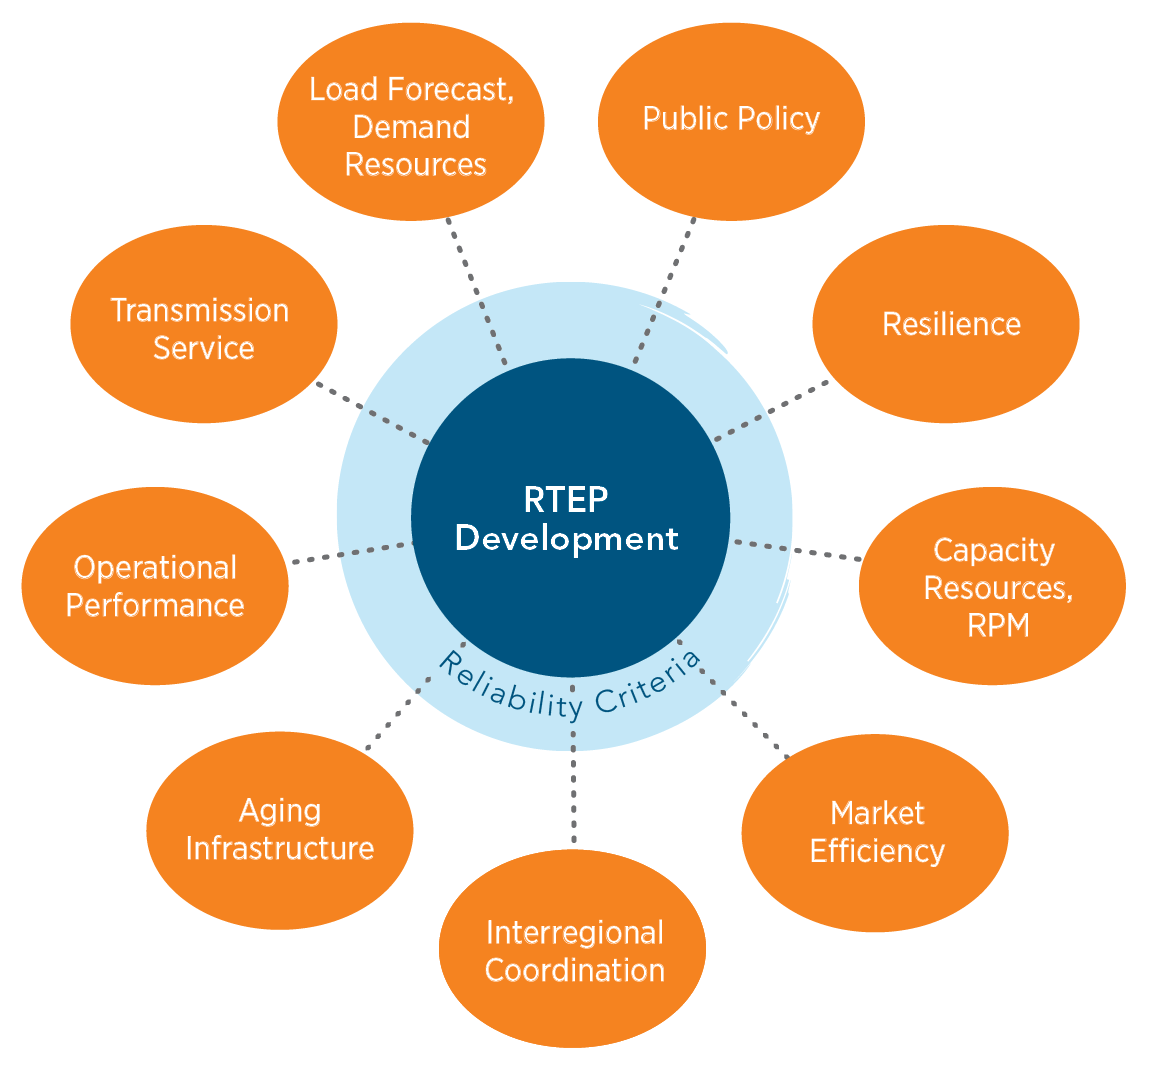 Load Forecast,
Demand
Resources
Public Policy
Transmission
Service
Resilience
RTEP
Development
Operational
Performance
Capacity
Resources,
RPM
Reliability Criteria
Aging
Infrastructure
Market
Efficiency
Interregional
Coordination